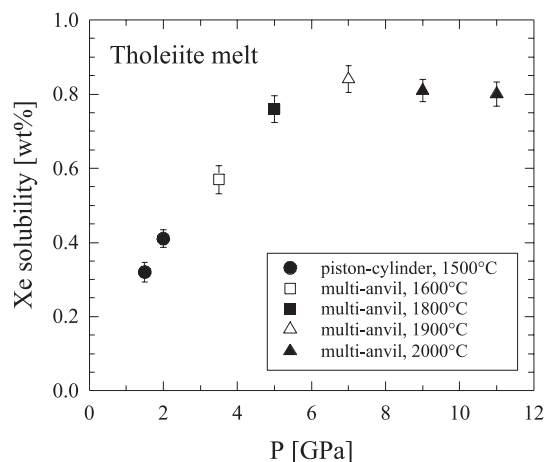 Tholeiite melt
Xe solubility [wt%]
1.0
0.8
0.6
0.4
0.2
0.0
piston-cylinder, 1500°C
multi-anvil, 1600°C
multi-anvil, 1800°C
multi-anvil, 1900°C
multi-anvil, 2000°C
0 2 4 6 8 10 12
P [GPa]